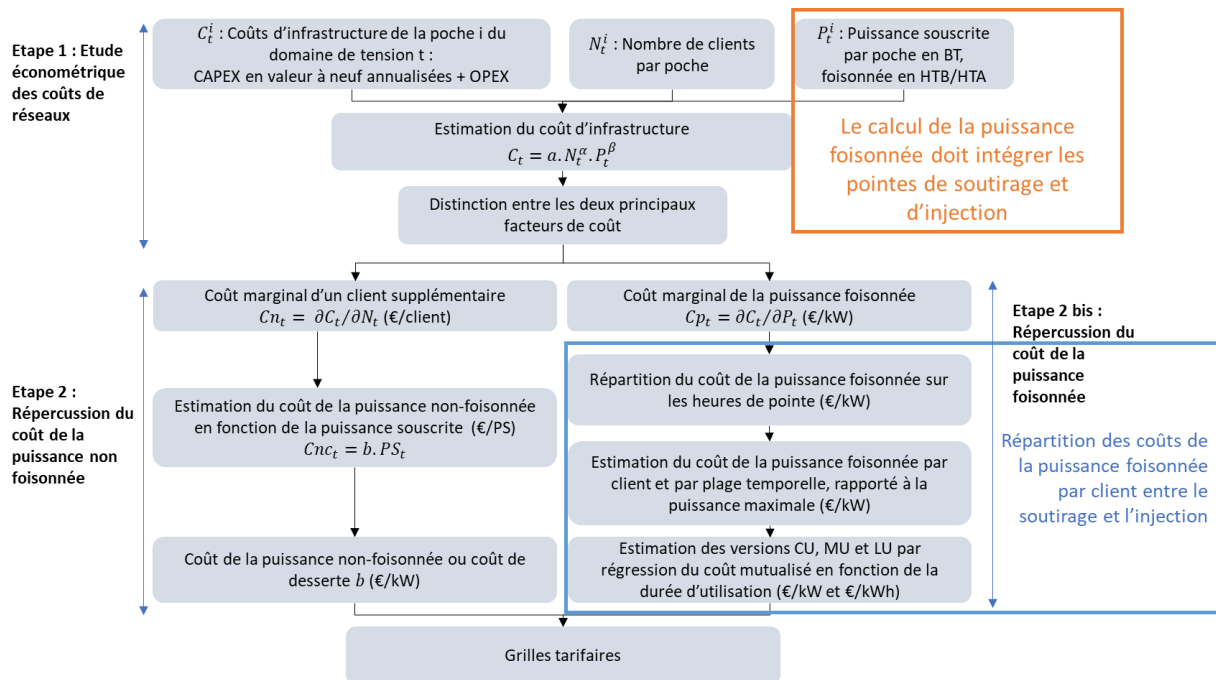 Etape 1 : Etude
économétrique
des coûts de
réseaux
C_t^i : Coûts d'infrastructure de la poche i du
domaine de tension t :
CAPEX en valeur à neuf annualisées + OPEX
N_t^i : Nombre de clients
par poche
P_t^i : Puissance souscrite
par poche en BT,
foisonnée en HTB/HTA
Estimation du coût d'infrastructure
C_t = a.N_t^α.P_t^β
Le calcul de la puissance
foisonnée doit intégrer les
pointes de soutirage et
d'injection
Distinction entre les deux principaux
facteurs de coût
Etape 2 :
Répercussion du
coût de la
puissance non
foisonnée
Coût marginal d'un client supplémentaire
Cn_t = ∂C_t/∂N_t (€/client)
Estimation du coût de la puissance non-foisonnée
en fonction de la puissance souscrite (€/PS)
Cnc_t = b.PS_t
Coût de la puissance non-foisonnée ou coût de
desserte b (€/kW)
Coût marginal de la puissance foisonnée
Cp_t = ∂C_t/∂P_t (€/kW)
Répartition du coût de la puissance foisonnée sur
les heures de pointe (€/kW)
Estimation du coût de la puissance foisonnée par
client et par plage temporelle, rapporté à la
puissance maximale (€/kW)
Estimation des versions CU, MU et LU par
régression du coût mutualisé en fonction de la
durée d'utilisation (€/kW et €/kWh)
Etape 2 bis :
Répercussion du
coût de la
puissance
foisonnée
Répartition des coûts de
la puissance foisonnée
par client entre le
soutirage et l'injection
Grilles tarifaires